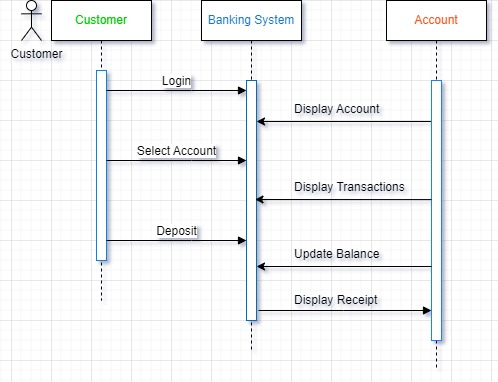 Customer
Banking System
Account
Customer
Login
Display Account
Select Account
Display Transactions
Deposit
Update Balance
Display Receipt